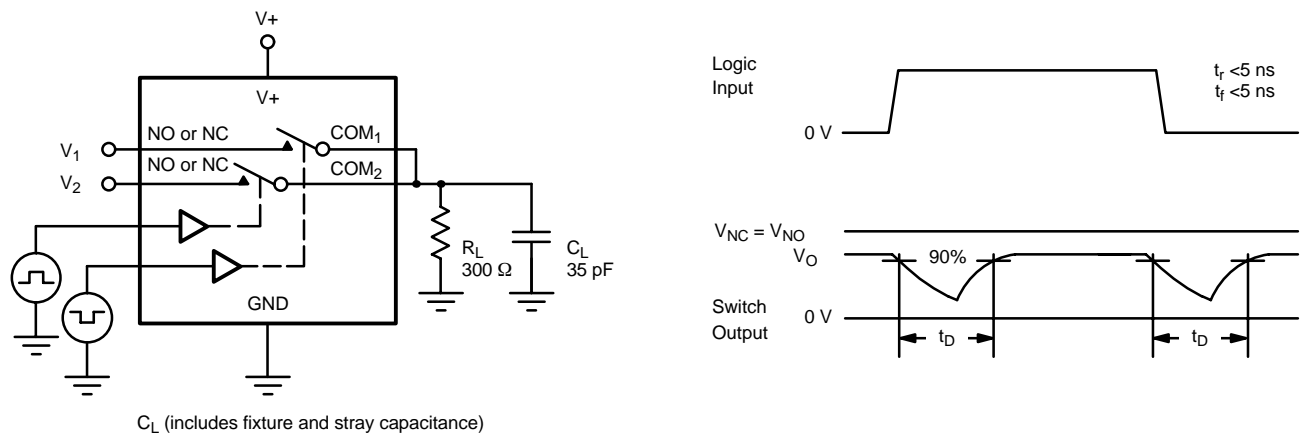 V+
V+
NO or NC
COM1
V1
NO or NC
COM2
V2
RL
300 Ω
CL
35 pF
GND
CL (includes fixture and stray capacitance)
Logic
Input
tr <5 ns
tf <5 ns
0 V
VNC = VNO
VO
90%
Switch
Output
0 V
tD
tD